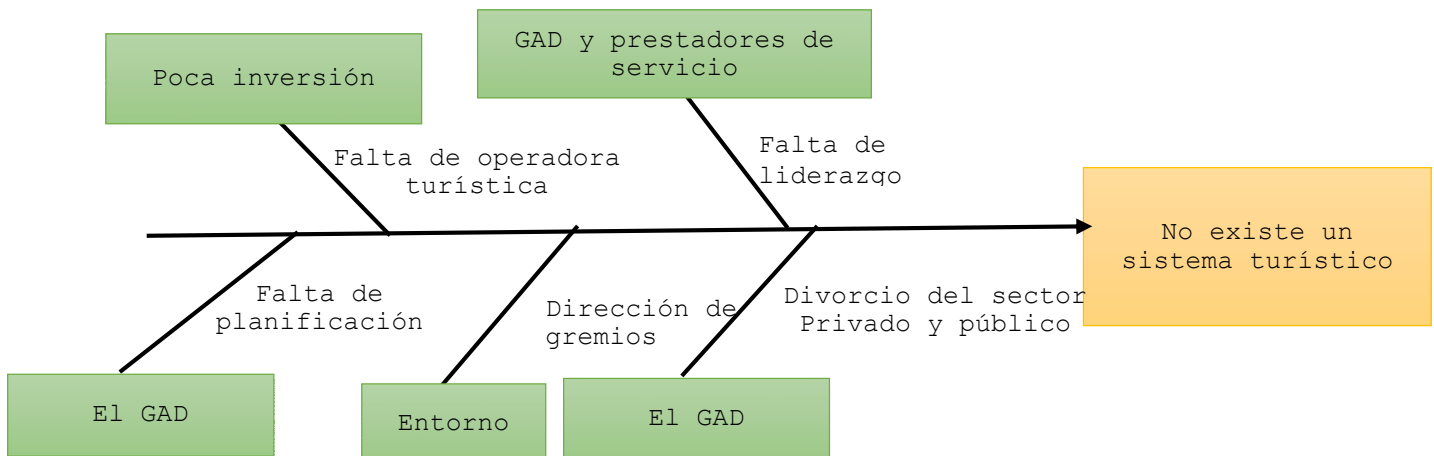 GAD y prestadores de
servicio
Poca inversión
Falta de operadora
turística
Falta de
liderazgo
No existe un
sistema turístico
Falta de
planificación
Dirección de
gremios
Divorcio del sector
Privado y público
El GAD
Entorno
El GAD